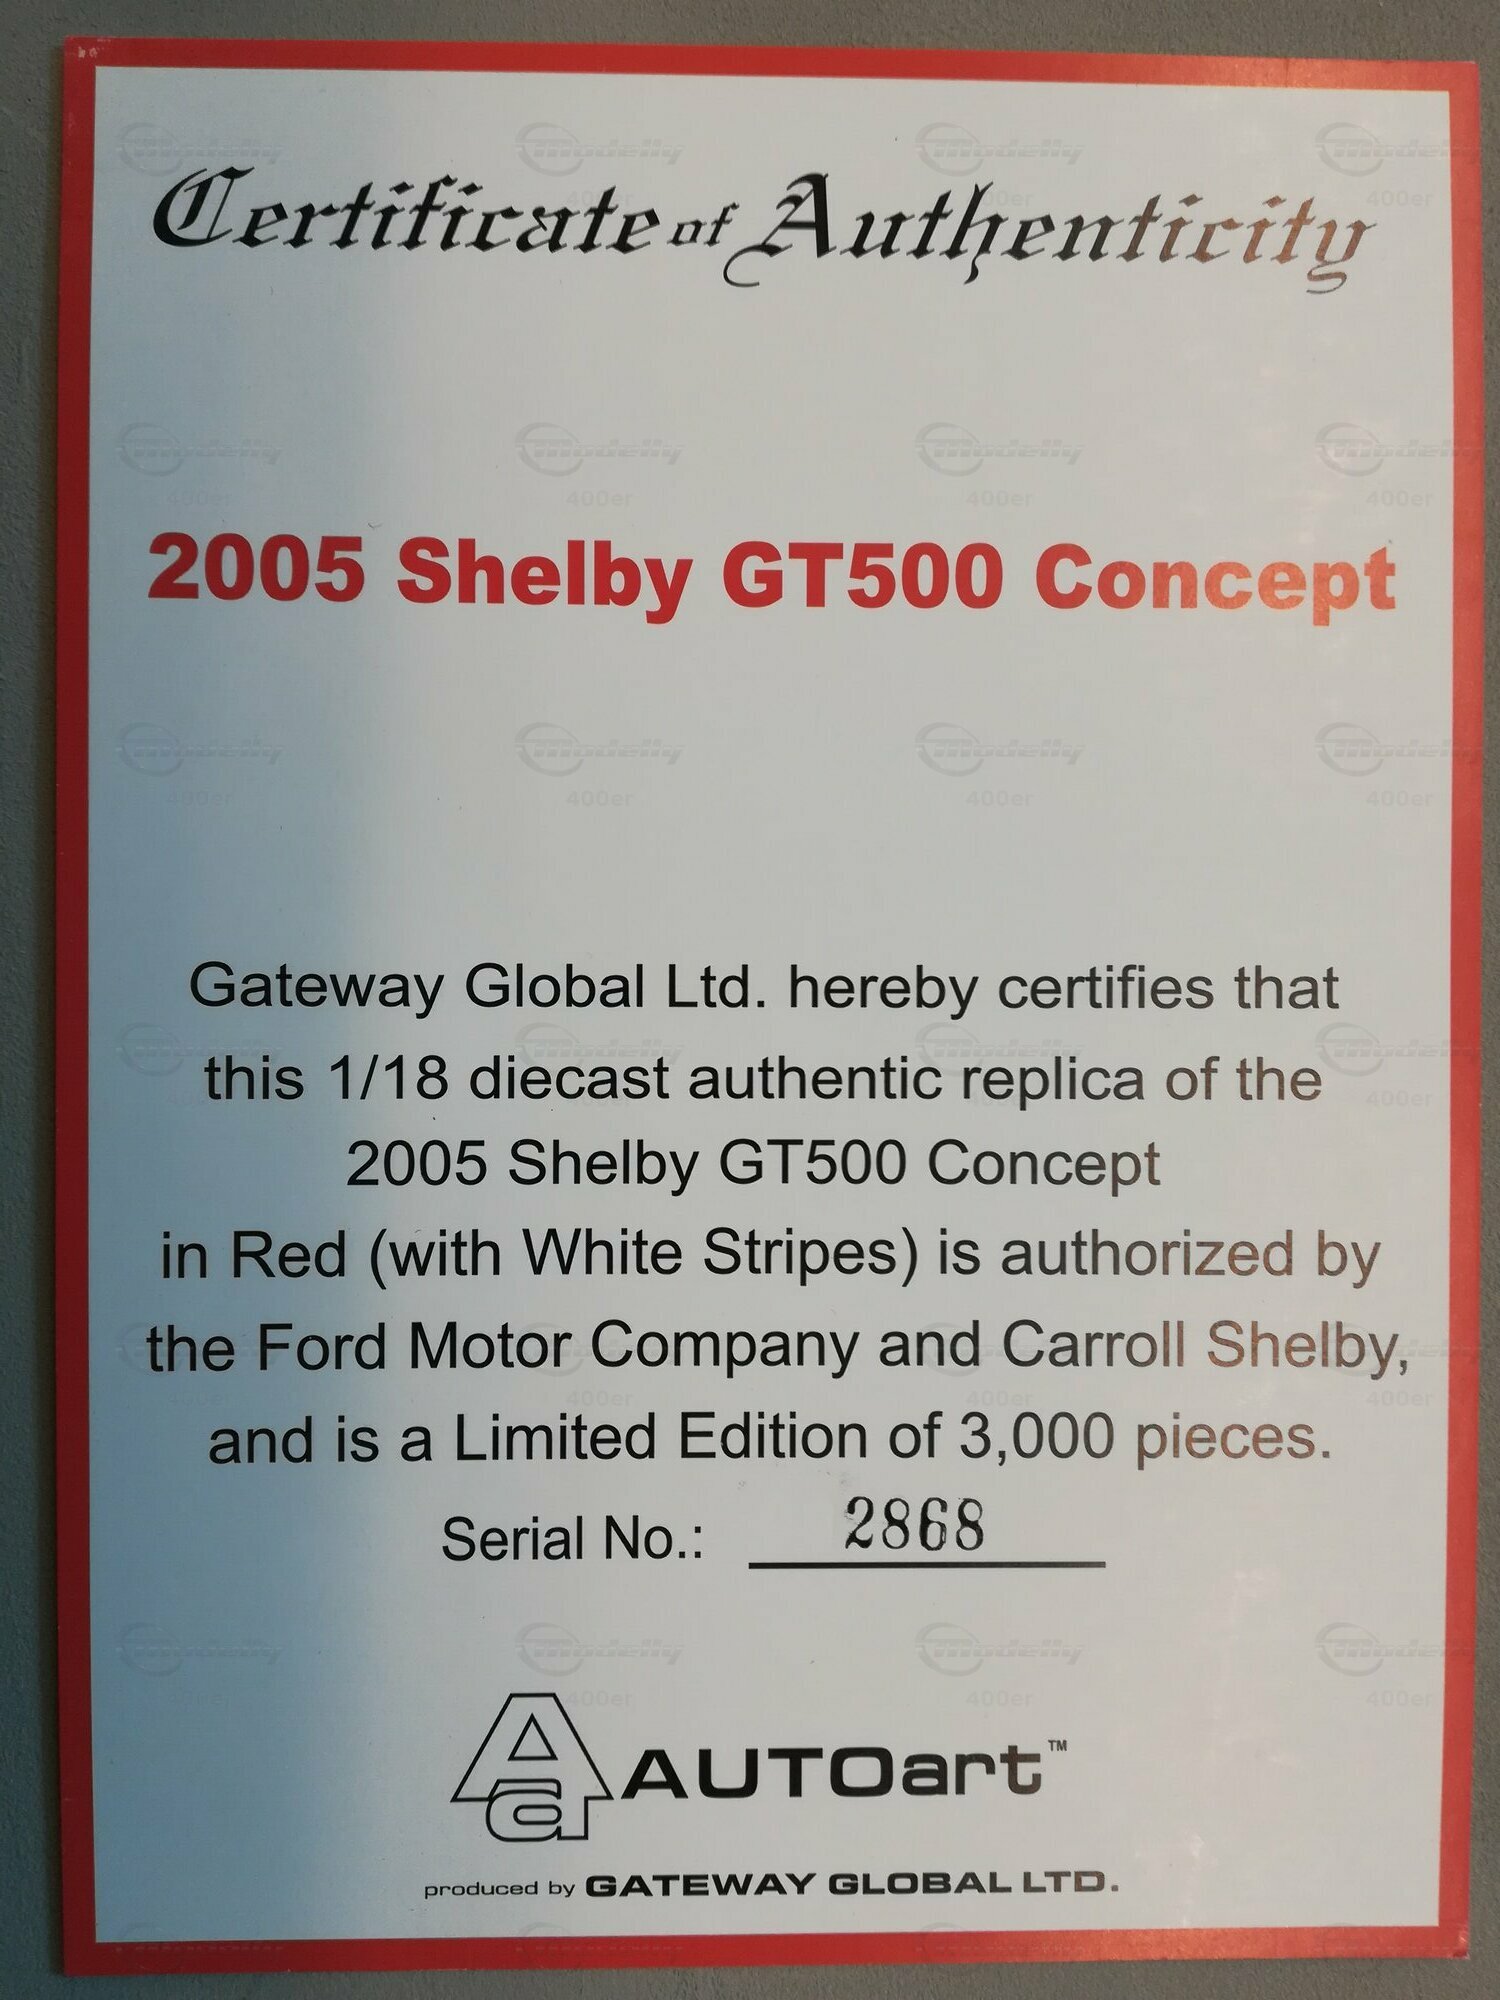 Certificate of Authenticity
2005 Shelby GT500 Concept
Gateway Global Ltd. hereby certifies that
this 1/18 diecast authentic replica of the
2005 Shelby GT500 Concept
in Red (with White Stripes) is authorized by
the Ford Motor Company and Carroll Shelby,
and is a Limited Edition of 3,000 pieces.
Serial No.: 2868
Aa AUTOart™
produced by GATEWAY GLOBAL LTD.
Modelly
400er